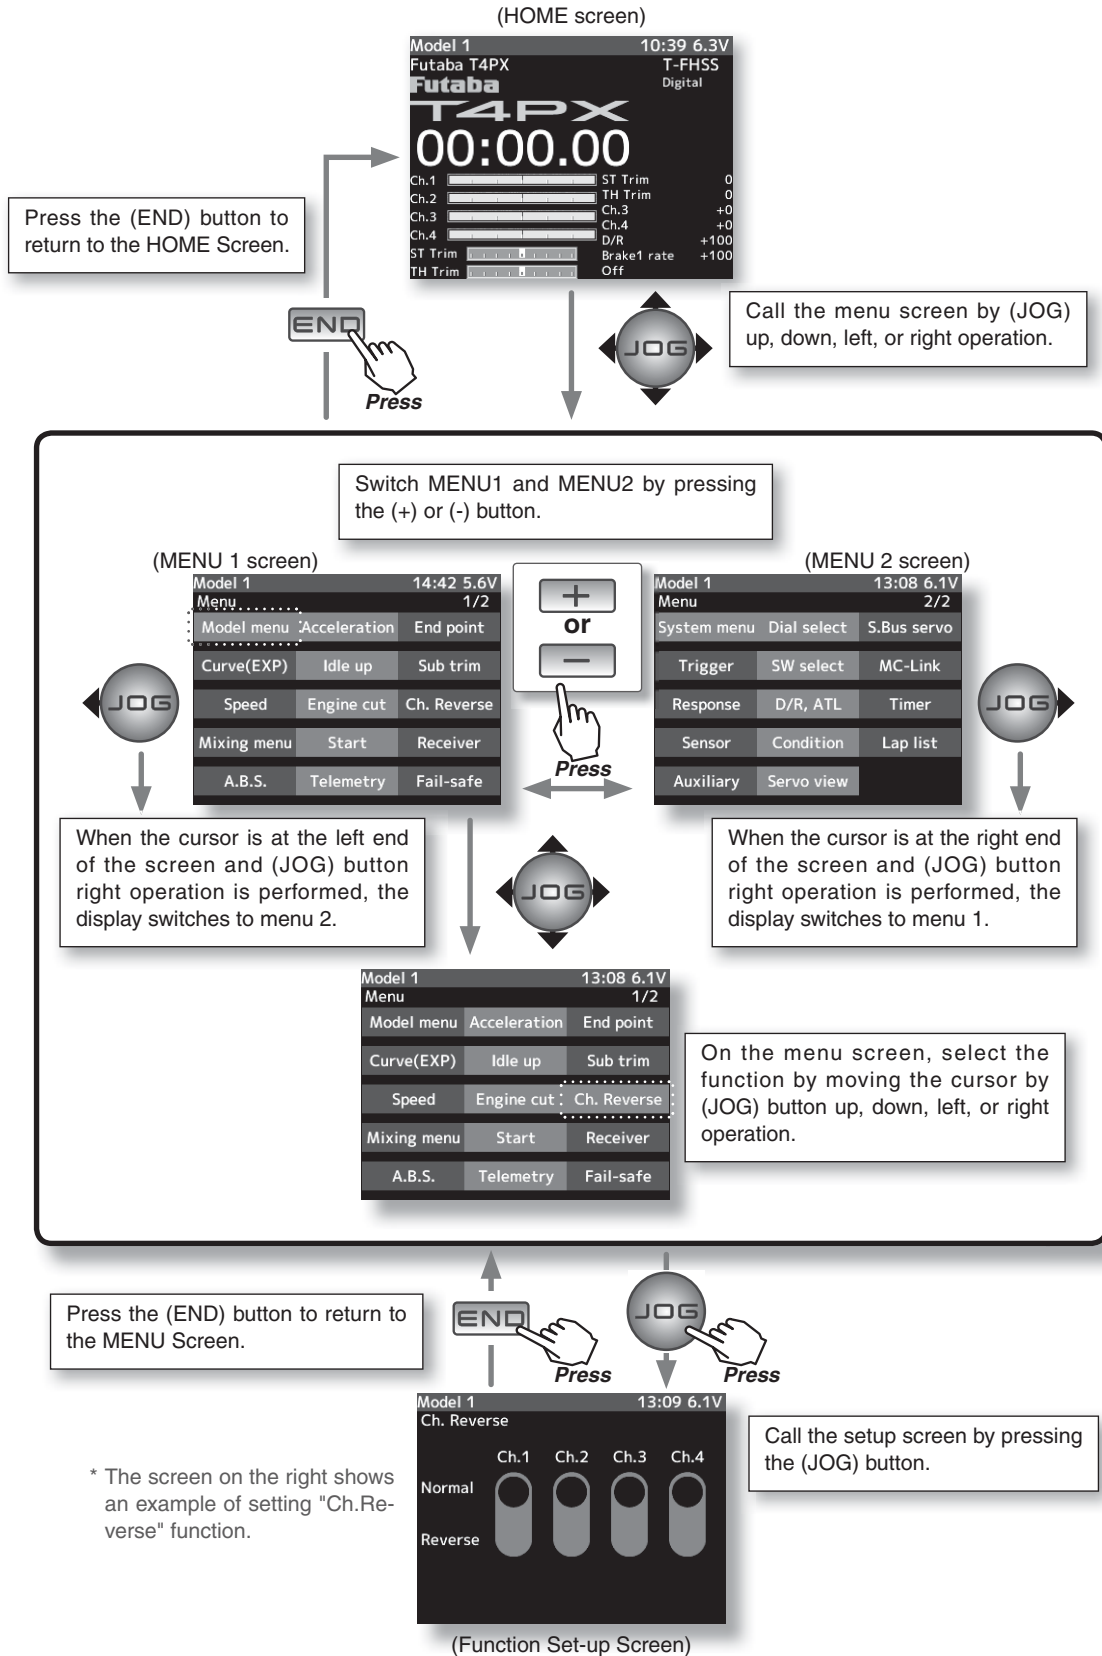 (HOME screen)
Model 1 10:39 6.3V
Futaba T4PX T-FHSS
Futaba Digital
T4PX
00:00.00
Ch.1 ST Trim 0
Ch.2 TH Trim 0
Ch.3 Ch.3 +0
Ch.4 Ch.4 +0
D/R +100
ST Trim Brake1 rate +100
TH Trim Off
Press the (END) button to
return to the HOME Screen.
END
Press
JOG
Call the menu screen by (JOG)
up, down, left, or right operation.
Switch MENU1 and MENU2 by pressing
the (+) or (-) button.
(MENU 1 screen)
Model 1 14:42 5.6V
Menu 1/2
Model menu Acceleration End point
Curve(EXP) Idle up Sub trim
Speed Engine cut Ch. Reverse
Mixing menu Start Receiver
A.B.S. Telemetry Fail-safe
+
or
−
Press
(MENU 2 screen)
Model 1 13:08 6.1V
Menu 2/2
System menu Dial select S.Bus servo
Trigger SW select MC-Link
Response D/R, ATL Timer
Sensor Condition Lap list
Auxiliary Servo view
JOG
JOG
When the cursor is at the left end
of the screen and (JOG) button
right operation is performed, the
display switches to menu 2.
When the cursor is at the right end
of the screen and (JOG) button
right operation is performed, the
display switches to menu 1.
JOG
Model 1 13:08 6.1V
Menu 1/2
Model menu Acceleration End point
Curve(EXP) Idle up Sub trim
Speed Engine cut Ch. Reverse
Mixing menu Start Receiver
A.B.S. Telemetry Fail-safe
On the menu screen, select the
function by moving the cursor by
(JOG) button up, down, left, or right
operation.
Press the (END) button to return to
the MENU Screen.
END
Press
JOG
Press
Model 1 13:09 6.1V
Ch. Reverse
Ch.1 Ch.2 Ch.3 Ch.4
Normal
Reverse
Call the setup screen by pressing
the (JOG) button.
* The screen on the right shows
an example of setting "Ch.Re-
verse" function.
(Function Set-up Screen)